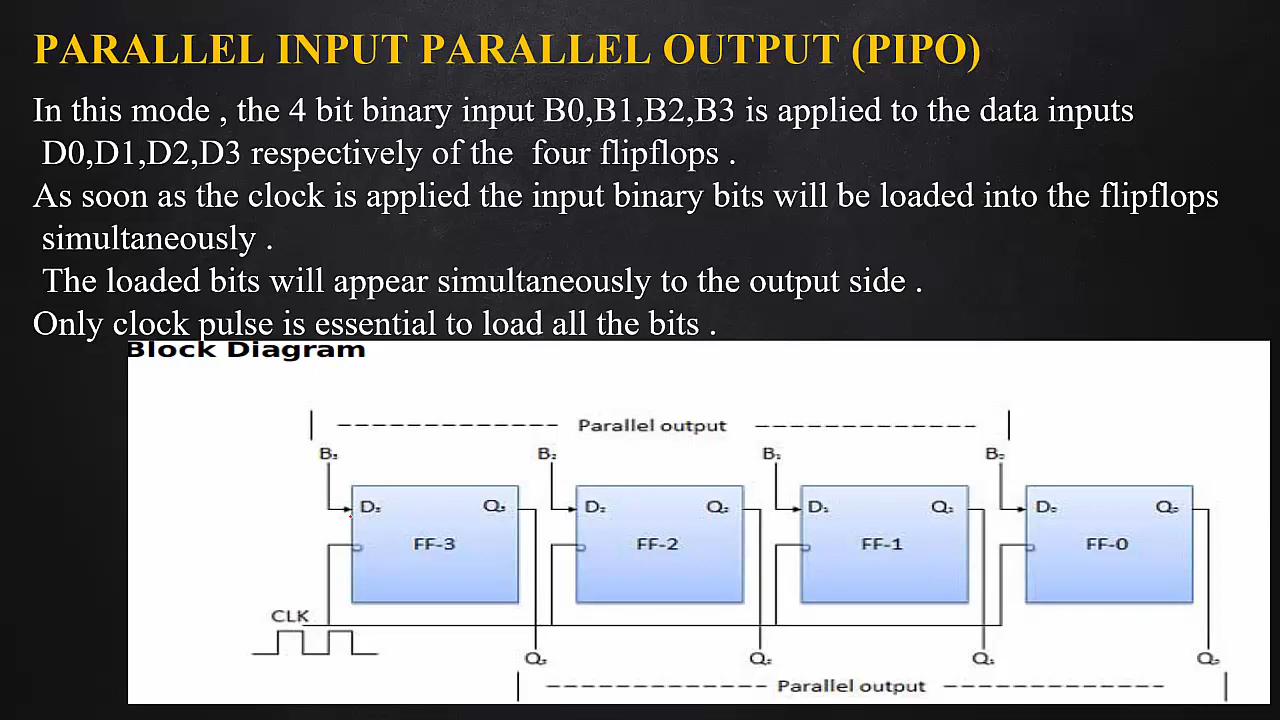 PARALLEL INPUT PARALLEL OUTPUT (PIPO)
In this mode , the 4 bit binary input B0,B1,B2,B3 is applied to the data inputs
D0,D1,D2,D3 respectively of the four flipflops .
As soon as the clock is applied the input binary bits will be loaded into the flipflops
simultaneously .
The loaded bits will appear simultaneously to the output side .
Only clock pulse is essential to load all the bits .
Block Diagram
Parallel output
B₃ B₂ B₁ B₀
D₃ Q₃ D₂ Q₂ D₁ Q₁ D₀ Q₀
FF-3 FF-2 FF-1 FF-0
CLK
Q₃ Q₂ Q₁ Q₀
Parallel output